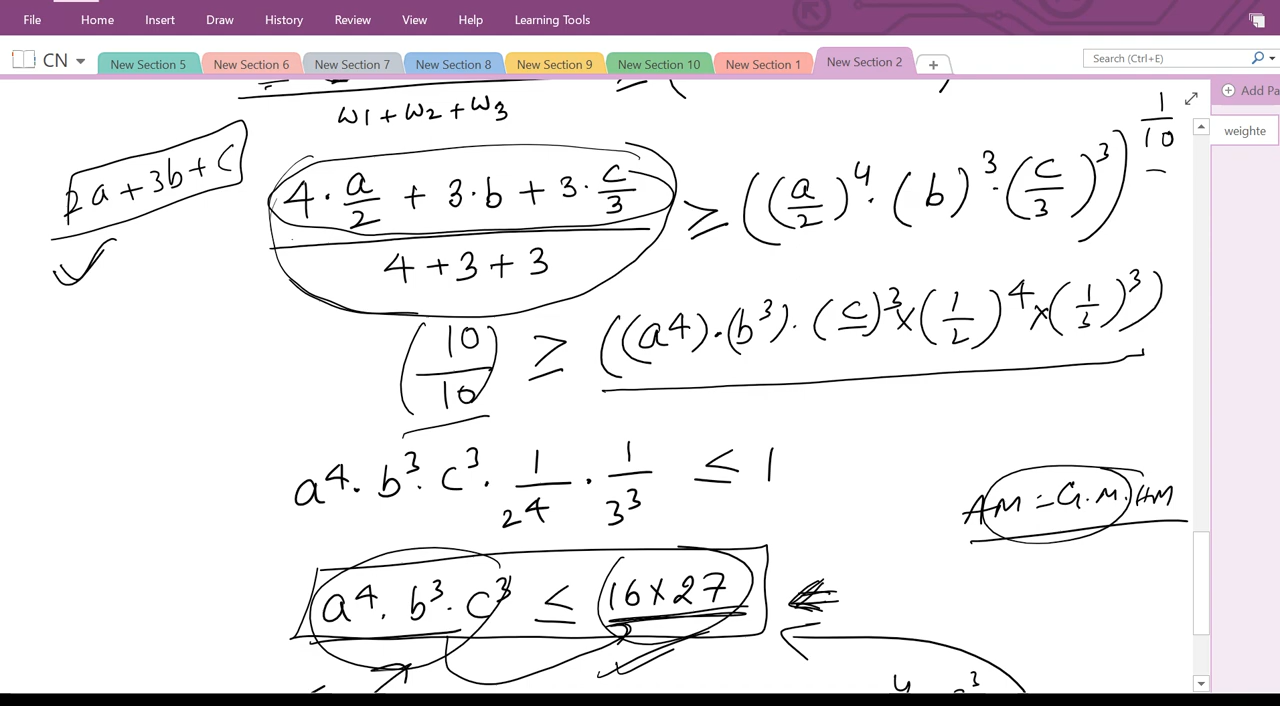 File Home Insert Draw History Review View Help Learning Tools
CN New Section 5 New Section 6 New Section 7 New Section 8 New Section 9 New Section 10 New Section 1 New Section 2 + Search (Ctrl+E)
Add Pa
weighte
w1 + w2 + w3
2a + 3b + c
(4 · a/2 + 3 · b + 3 · c/3) / (4 + 3 + 3) ≥ ((a/2)^4 · (b)^3 · (c/3)^3)^(1/10)
(10/10) ≥ ((a^4) · (b^3) · (c)^3 × (1/2)^4 × (1/3)^3)
a^4 · b^3 · c^3 · 1/2^4 · 1/3^3 ≤ 1
AM = G.M. HM
a^4 · b^3 · c^3 ≤ 16 × 27